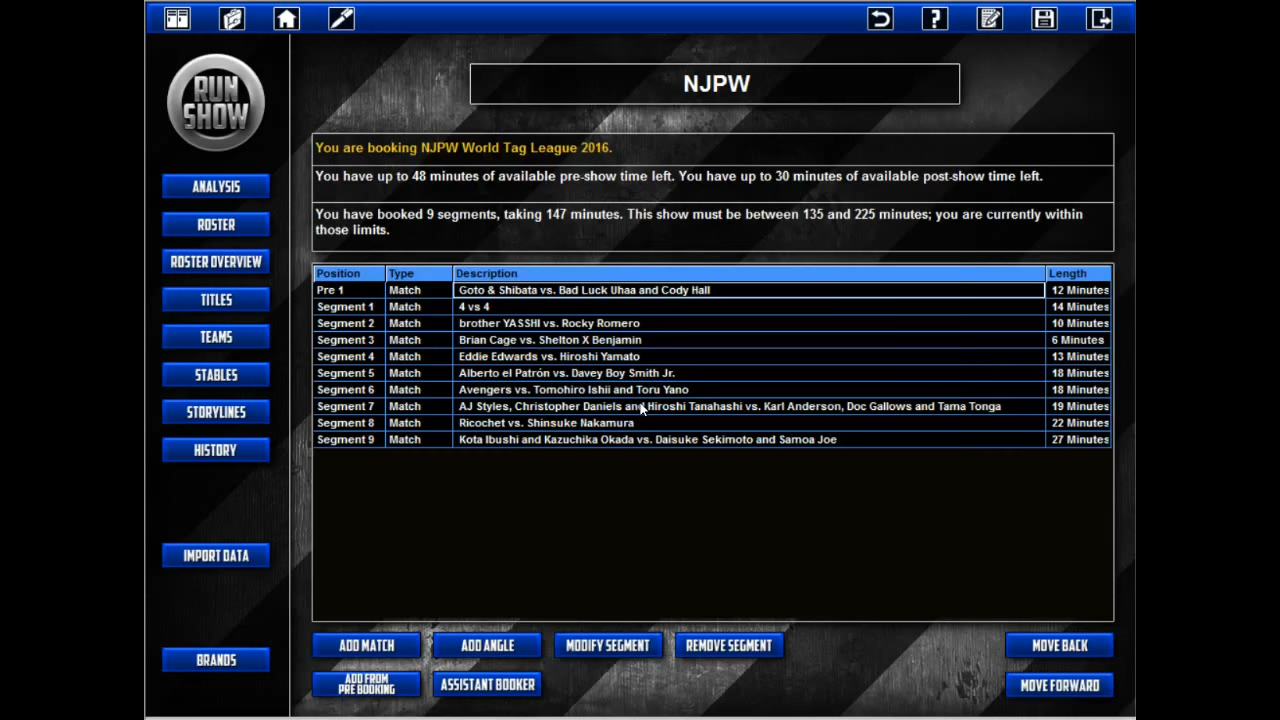 NJPW
RUN
SHOW
You are booking NJPW World Tag League 2016.
You have up to 48 minutes of available pre-show time left. You have up to 30 minutes of available post-show time left.
You have booked 9 segments, taking 147 minutes. This show must be between 135 and 225 minutes; you are currently within
those limits.
ANALYSIS
ROSTER
ROSTER OVERVIEW
TITLES
TEAMS
STABLES
STORYLINES
HISTORY
IMPORT DATA
BRANDS
Position Type Description Length
Pre 1 Match Goto & Shibata vs. Bad Luck Uhaa and Cody Hall 12 Minutes
Segment 1 Match 4 vs 4 14 Minutes
Segment 2 Match brother YASSHI vs. Rocky Romero 10 Minutes
Segment 3 Match Brian Cage vs. Shelton X Benjamin 6 Minutes
Segment 4 Match Eddie Edwards vs. Hiroshi Yamato 13 Minutes
Segment 5 Match Alberto el Patrón vs. Davey Boy Smith Jr. 18 Minutes
Segment 6 Match Avengers vs. Tomohiro Ishii and Toru Yano 18 Minutes
Segment 7 Match AJ Styles, Christopher Daniels and Hiroshi Tanahashi vs. Karl Anderson, Doc Gallows and Tama Tonga 19 Minutes
Segment 8 Match Ricochet vs. Shinsuke Nakamura 22 Minutes
Segment 9 Match Kota Ibushi and Kazuchika Okada vs. Daisuke Sekimoto and Samoa Joe 27 Minutes
ADD MATCH ADD ANGLE MODIFY SEGMENT REMOVE SEGMENT MOVE BACK
ADD FROM
PRE BOOKING
ASSISTANT BOOKER MOVE FORWARD